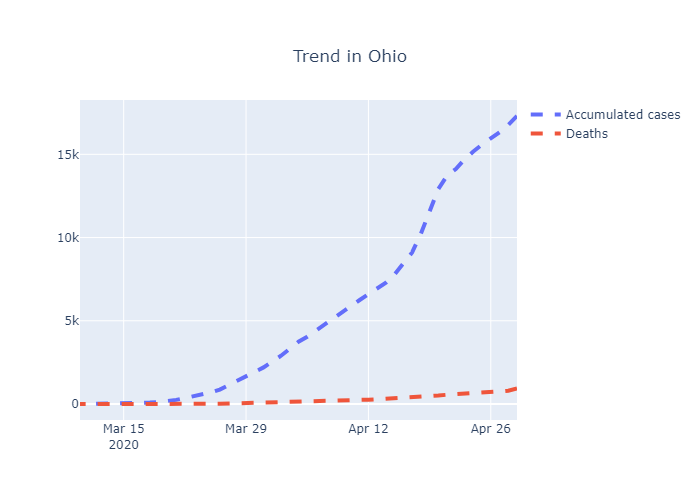 Trend in Ohio
Accumulated cases
Deaths
15k
10k
5k
0
Mar 15
2020
Mar 29
Apr 12
Apr 26